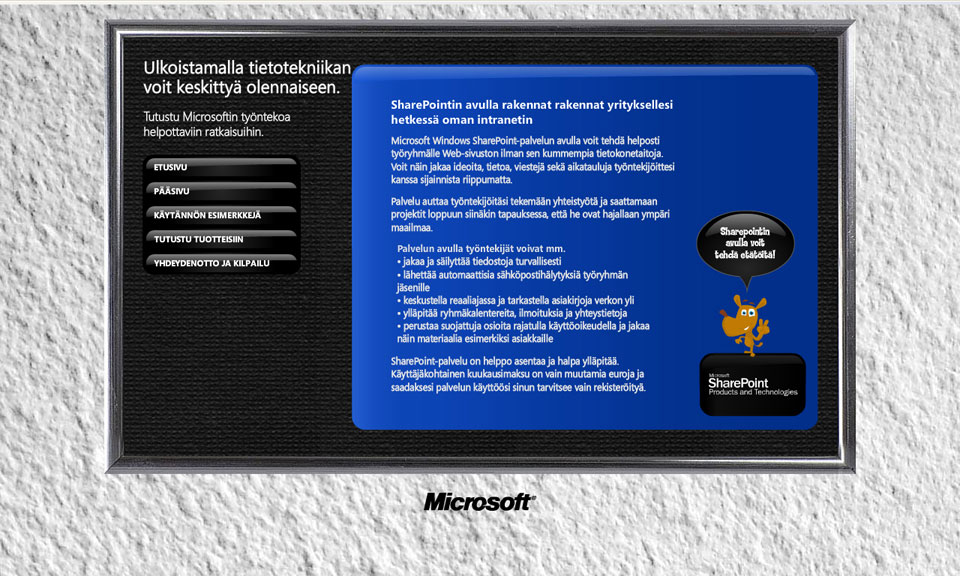 Ulkoistamalla tietotekniikan
voit keskittyä olennaiseen.
Tutustu Microsoftin työntekoa
helpottaviin ratkaisuihin.
ETUSIVU
PÄÄSIVU
KÄYTÄNNÖN ESIMERKKEJÄ
TUTUSTU TUOTTEISIIN
YHDEYDENOTTO JA KILPAILU
SharePointin avulla rakennat rakennat yrityksellesi
hetkessä oman intranetin
Microsoft Windows SharePoint-palvelun avulla voit tehdä helposti
työryhmälle Web-sivuston ilman sen kummempia tietokonetaitoja.
Voit näin jakaa ideoita, tietoa, viestejä sekä aikatauluja työntekijöittesi
kanssa sijainnista riippumatta.
Palvelu auttaa työntekijöitäsi tekemään yhteistyötä ja saattamaan
projektit loppuun siinäkin tapauksessa, että he ovat hajallaan ympäri
maailmaa.
Palvelun avulla työntekijät voivat mm.
• jakaa ja säilyttää tiedostoja turvallisesti
• lähettää automaattisia sähköpostihälytyksiä työryhmän
jäsenille
• keskustella reaaliajassa ja tarkastella asiakirjoja verkon yli
• ylläpitää ryhmäkalentereita, ilmoituksia ja yhteystietoja
• perustaa suojattuja osioita rajatulla käyttöoikeudella ja jakaa
näin materiaalia esimerkiksi asiakkaille
SharePoint-palvelu on helppo asentaa ja halpa ylläpitää.
Käyttäjäkohtainen kuukausimaksu on vain muutamia euroja ja
saadaksesi palvelun käyttöösi sinun tarvitsee vain rekisteröityä.
Sharepointin
avulla voit
tehdä etätöitä!
Microsoft
SharePoint
Products and Technologies
Microsoft®